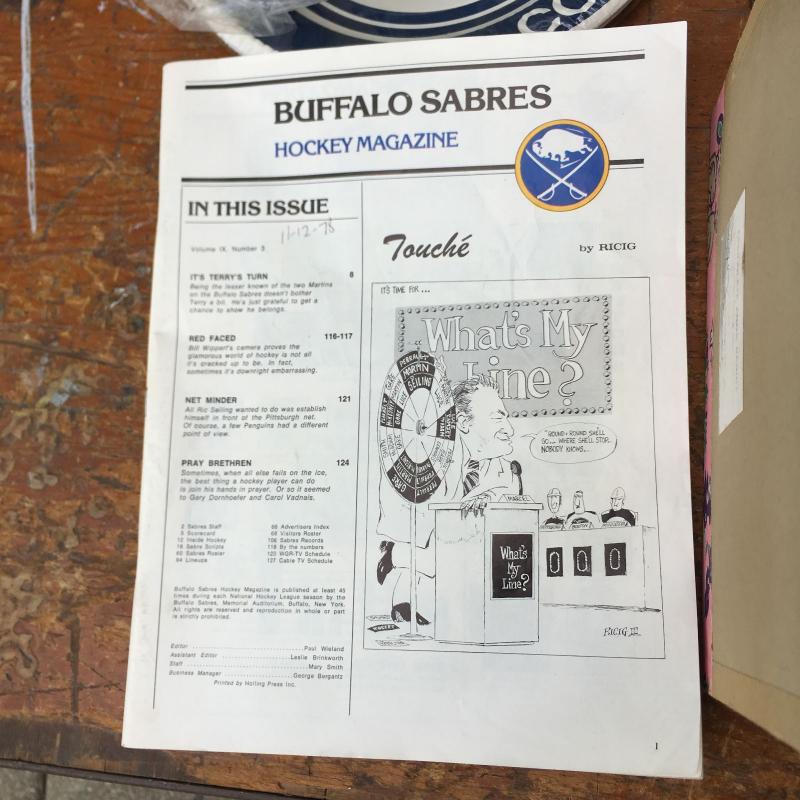 BUFFALO SABRES
HOCKEY MAGAZINE
IN THIS ISSUE
11-12-78
Volume IX, Number 3
IT'S TERRY'S TURN 8
Being the lesser known of the two Martins
on the Buffalo Sabres doesn't bother
Terry a bit. He's just grateful to get a
chance to show he belongs.
RED FACED 116-117
Bill Wippert's camera proves the
glamorous world of hockey is not all
it's cracked up to be. In fact,
sometimes it's downright embarrassing.
NET MINDER 121
All Ric Seiling wanted to do was establish
himself in front of the Pittsburgh net.
Of course, a few Penguins had a different
point of view.
PRAY BRETHREN 124
Sometimes, when all else fails on the ice,
the best thing a hockey player can do
is join his hands in prayer. Or so it seemed
to Gary Dornhoefer and Carol Vadnais.
2 Sabres Staff
5 Scorecard
12 Inside Hockey
16 Sabre Scripts
60 Sabres Roster
64 Lineups
66 Advertisers Index
68 Visitors Roster
106 Sabres Records
118 By the numbers
123 WGR-TV Schedule
127 Cable TV Schedule
Buffalo Sabres Hockey Magazine is published at least 45
times during each National Hockey League season by the
Buffalo Sabres, Memorial Auditorium, Buffalo, New York.
All rights are reserved and reproduction in whole or part
is strictly prohibited.
Editor Paul Wieland
Assistant Editor Leslie Brinkworth
Staff Mary Smith
Business Manager George Bergantz
Printed by Holling Press Inc.
Touché
by RICIG
IT'S TIME FOR ...
What's My
Line?
PERREAULT
MARTIN
SEILING
"ROUND & ROUND SHE'LL
GO... WHERE SHE'LL STOP,
NOBODY KNOWS...
MARCEL
What's
My
Line?
0 0 0
RICIG III
1